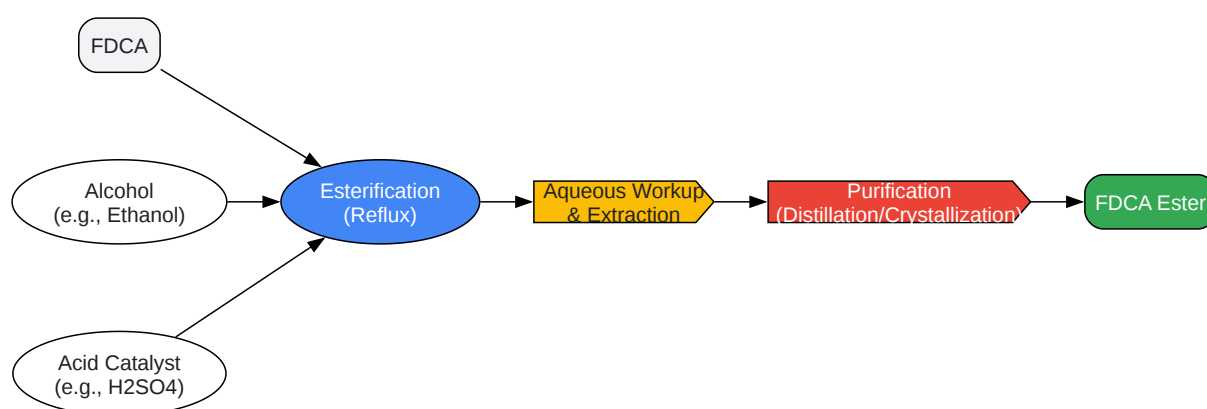 FDCA
Alcohol
(e.g., Ethanol)
Esterification
(Reflux)
Aqueous Workup
& Extraction
Purification
(Distillation/Crystallization)
FDCA Ester
Acid Catalyst
(e.g., H2SO4)